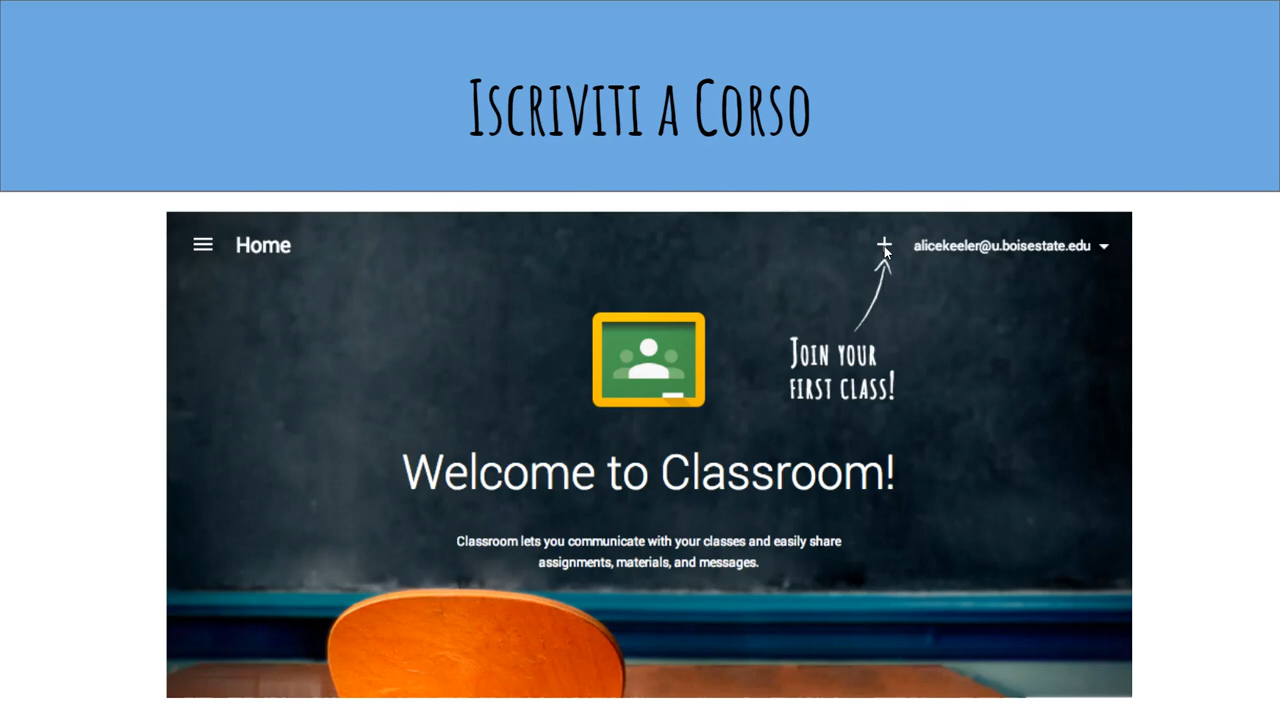 Iscriviti a Corso
Home
alicekeeler@u.boisestate.edu
Join your
first class!
Welcome to Classroom!
Classroom lets you communicate with your classes and easily share
assignments, materials, and messages.